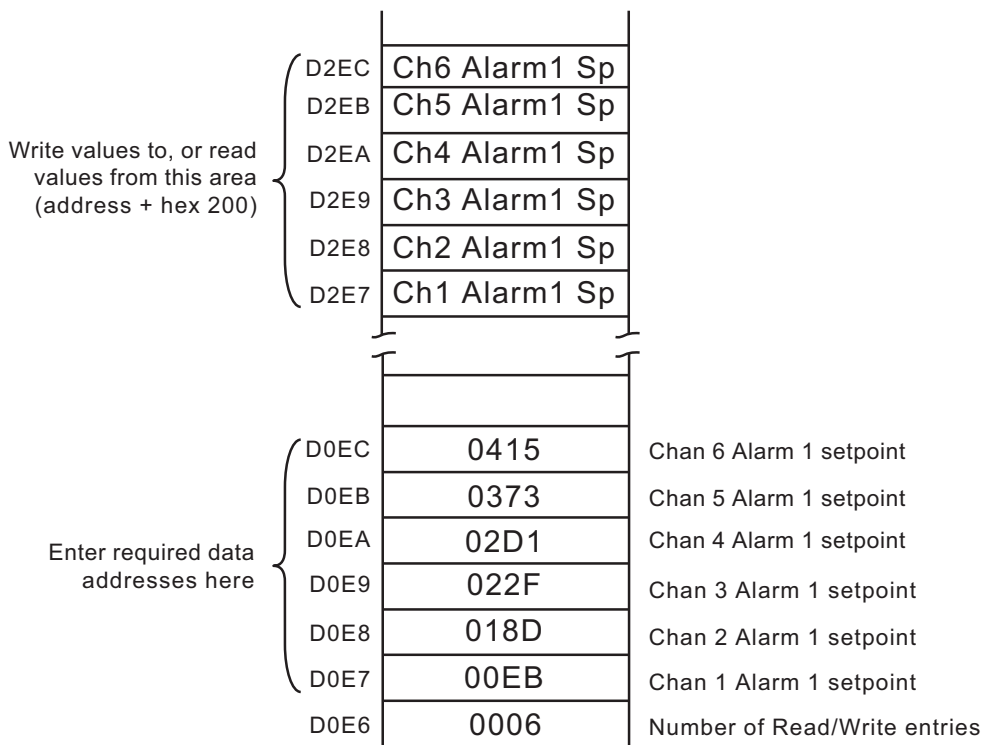 D2EC Ch6 Alarm1 Sp
D2EB Ch5 Alarm1 Sp
Write values to, or read
values from this area
(address + hex 200)
D2EA Ch4 Alarm1 Sp
D2E9 Ch3 Alarm1 Sp
D2E8 Ch2 Alarm1 Sp
D2E7 Ch1 Alarm1 Sp
D0EC 0415 Chan 6 Alarm 1 setpoint
D0EB 0373 Chan 5 Alarm 1 setpoint
Enter required data
addresses here
D0EA 02D1 Chan 4 Alarm 1 setpoint
D0E9 022F Chan 3 Alarm 1 setpoint
D0E8 018D Chan 2 Alarm 1 setpoint
D0E7 00EB Chan 1 Alarm 1 setpoint
D0E6 0006 Number of Read/Write entries